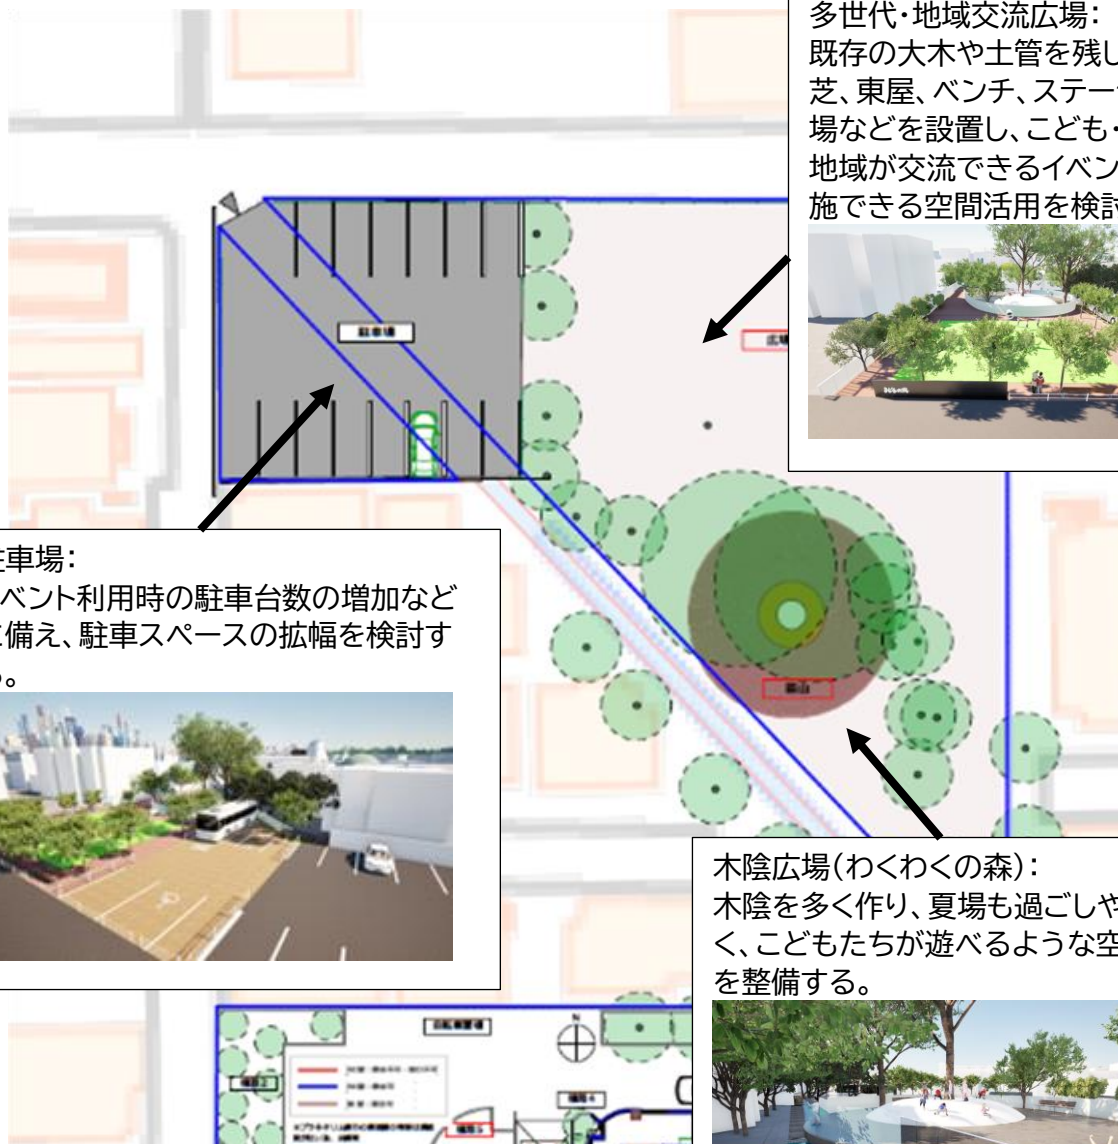 多世代・地域交流広場：
既存の大木や土管を残し
芝、東屋、ベンチ、ステー
場などを設置し、こども・
地域が交流できるイベン
施できる空間活用を検討
駐車場
広場
車場：
ベント利用時の駐車台数の増加など
備え、駐車スペースの拡幅を検討す
。
築山
木陰広場（わくわくの森）：
木陰を多く作り、夏場も過ごしや
く、こどもたちが遊べるような空
を整備する。
N